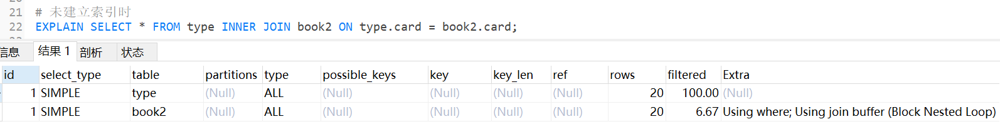 21 # 未建立索引时
22 EXPLAIN SELECT * FROM type INNER JOIN book2 ON type.card = book2.card;
信息 结果 1 剖析 状态
id select_type table partitions type possible_keys key key_len ref rows filtered Extra
1 SIMPLE type (Null) ALL (Null) (Null) (Null) (Null) 20 100.00 (Null)
1 SIMPLE book2 (Null) ALL (Null) (Null) (Null) (Null) 20 6.67 Using where; Using join buffer (Block Nested Loop)